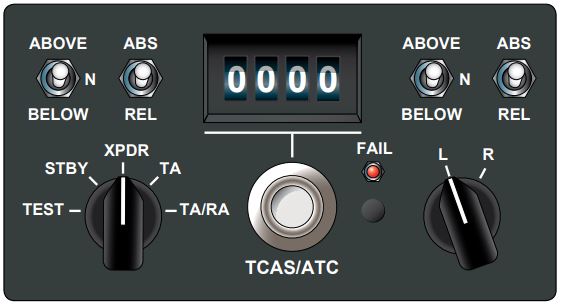 ABOVE ABS ABOVE ABS
N N
BELOW REL BELOW REL
0000
XPDR FAIL
STBY TA L R
TEST TA/RA
TCAS/ATC